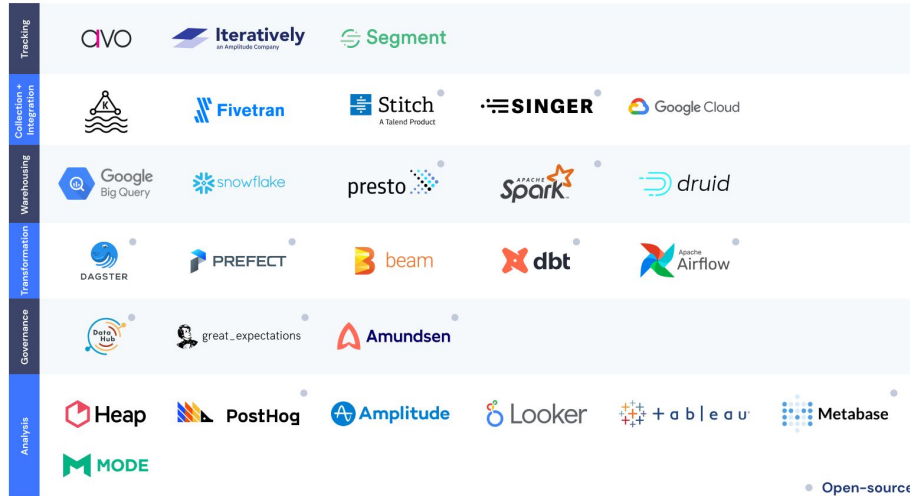 Tracking
avo
Iteratively
an Amplitude Company
Segment
Collection +
Integration
K
Fivetran
Stitch
A Talend Product
SINGER
Google Cloud
Warehousing
Google
Big Query
snowflake
presto
APACHE
Spark
druid
Transformation
DAGSTER
PREFECT
beam
dbt
Apache
Airflow
Governance
Data
Hub
great_expectations
Amundsen
Analysis
Heap
PostHog
Amplitude
Looker
+ableau
Metabase
MODE
Open-source